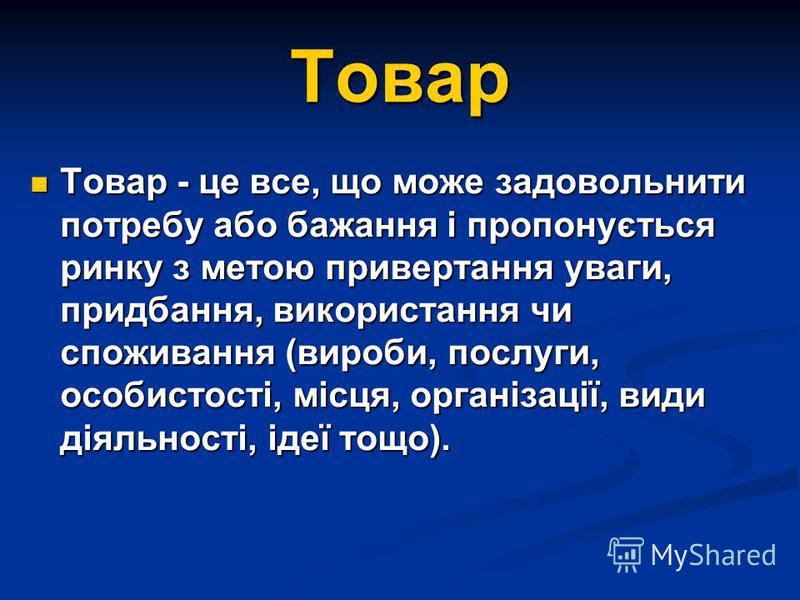 Товар
Товар - це все, що може задовольнити
потребу або бажання і пропонується
ринку з метою привертання уваги,
придбання, використання чи
споживання (вироби, послуги,
особистості, місця, організації, види
діяльності, ідеї тощо).
MyShared